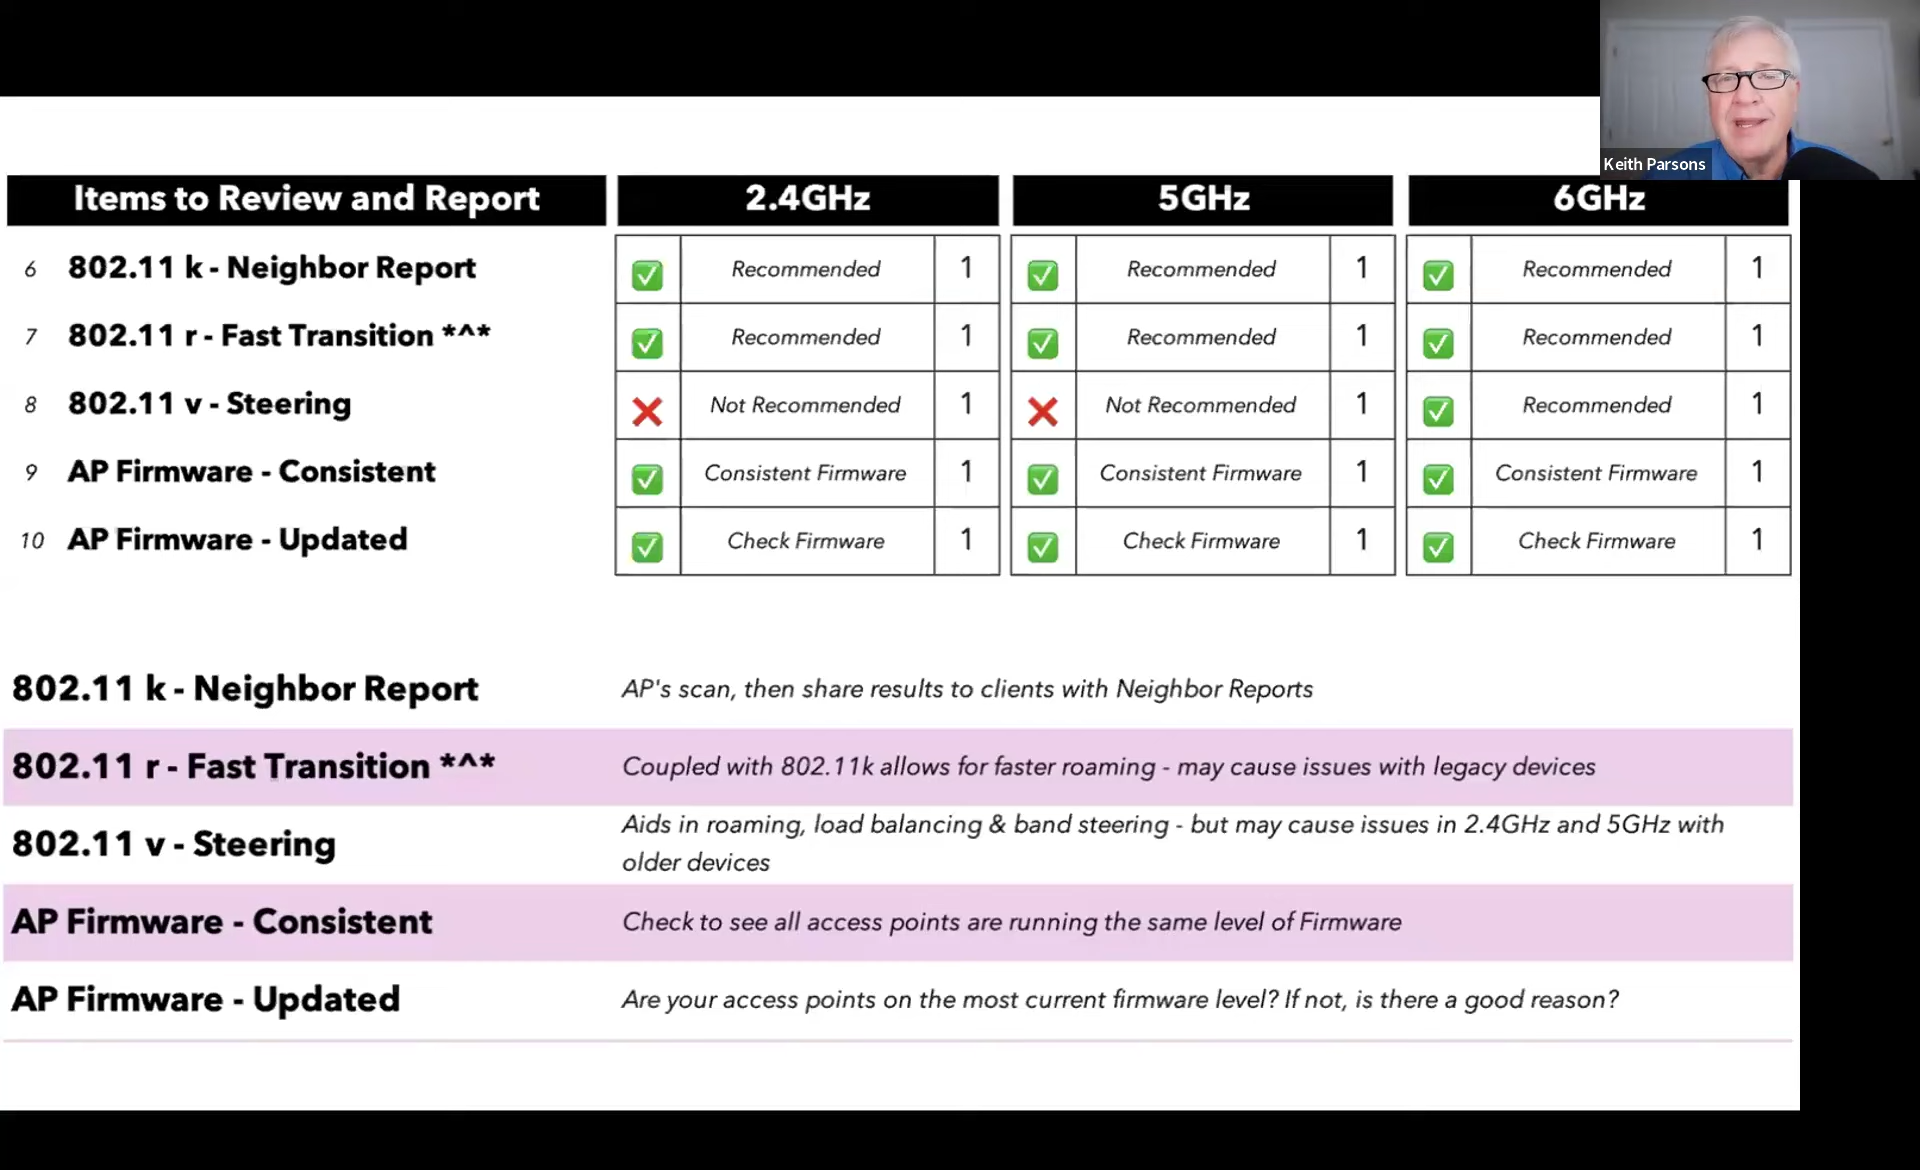 Keith Parsons
Items to Review and Report 2.4GHz 5GHz 6GHz
6 802.11 k - Neighbor Report ✅ Recommended 1 ✅ Recommended 1 ✅ Recommended 1
7 802.11 r - Fast Transition *^* ✅ Recommended 1 ✅ Recommended 1 ✅ Recommended 1
8 802.11 v - Steering ❌ Not Recommended 1 ❌ Not Recommended 1 ✅ Recommended 1
9 AP Firmware - Consistent ✅ Consistent Firmware 1 ✅ Consistent Firmware 1 ✅ Consistent Firmware 1
10 AP Firmware - Updated ✅ Check Firmware 1 ✅ Check Firmware 1 ✅ Check Firmware 1
802.11 k - Neighbor Report AP's scan, then share results to clients with Neighbor Reports
802.11 r - Fast Transition *^* Coupled with 802.11k allows for faster roaming - may cause issues with legacy devices
802.11 v - Steering Aids in roaming, load balancing & band steering - but may cause issues in 2.4GHz and 5GHz with
older devices
AP Firmware - Consistent Check to see all access points are running the same level of Firmware
AP Firmware - Updated Are your access points on the most current firmware level? If not, is there a good reason?